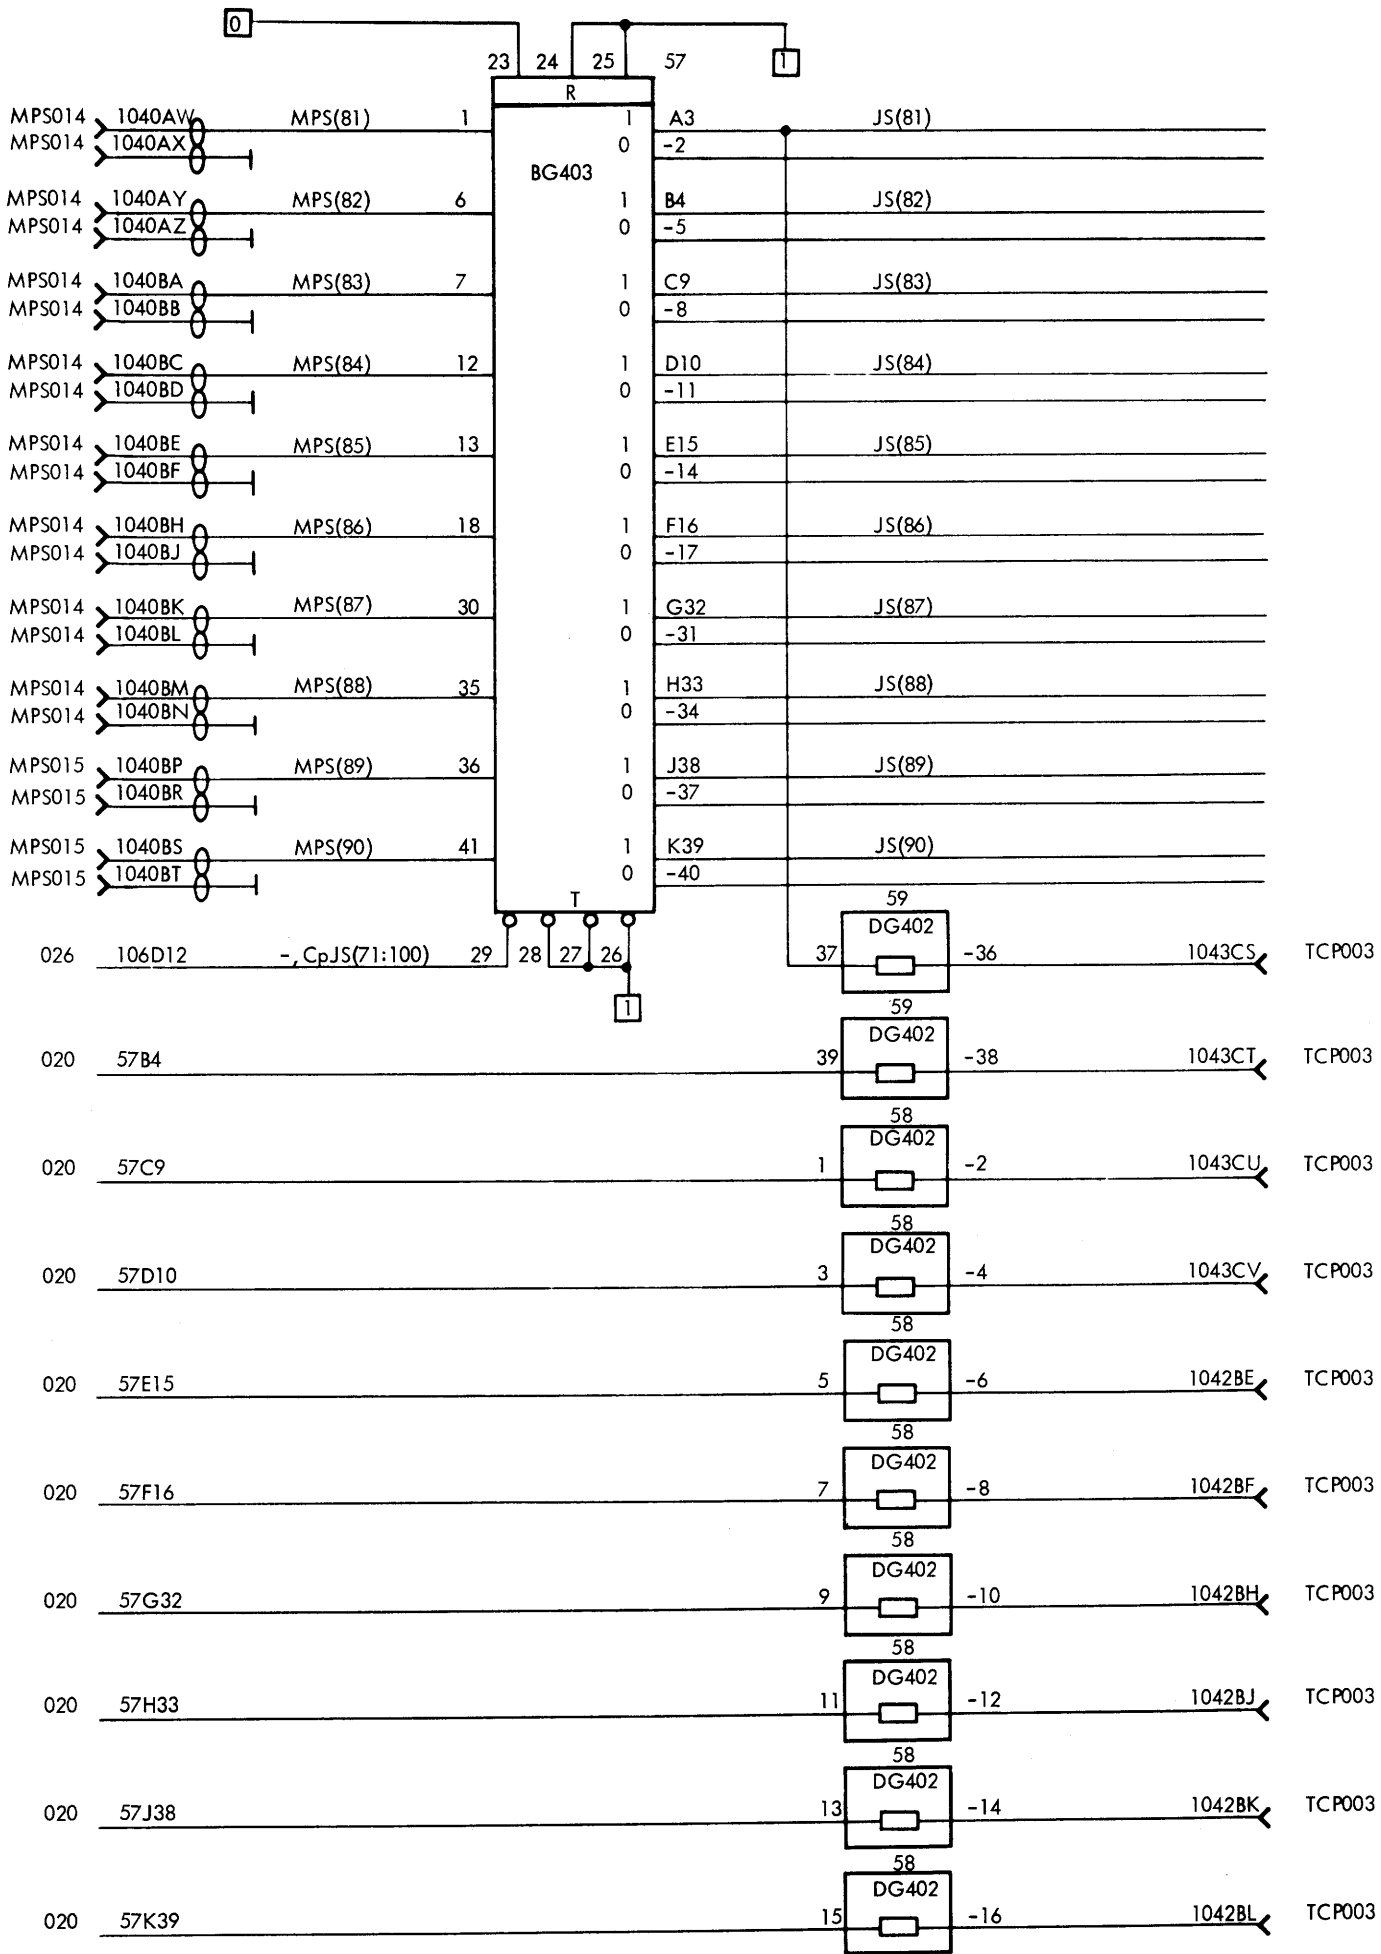 0
23 24 25 57 1
R
MPS014 1040AW MPS(81) 1 1 A3 JS(81)
MPS014 1040AX 0 -2
BG403
MPS014 1040AY MPS(82) 6 1 B4 JS(82)
MPS014 1040AZ 0 -5
MPS014 1040BA MPS(83) 7 1 C9 JS(83)
MPS014 1040BB 0 -8
MPS014 1040BC MPS(84) 12 1 D10 JS(84)
MPS014 1040BD 0 -11
MPS014 1040BE MPS(85) 13 1 E15 JS(85)
MPS014 1040BF 0 -14
MPS014 1040BH MPS(86) 18 1 F16 JS(86)
MPS014 1040BJ 0 -17
MPS014 1040BK MPS(87) 30 1 G32 JS(87)
MPS014 1040BL 0 -31
MPS014 1040BM MPS(88) 35 1 H33 JS(88)
MPS014 1040BN 0 -34
MPS015 1040BP MPS(89) 36 1 J38 JS(89)
MPS015 1040BR 0 -37
MPS015 1040BS MPS(90) 41 1 K39 JS(90)
MPS015 1040BT 0 -40
T
59
DG402
026 106D12 -, CpJS(71:100) 29 28 27 26 37 -36 1043CS TCP003
1
59
DG402
020 57B4 39 -38 1043CT TCP003
58
DG402
020 57C9 1 -2 1043CU TCP003
58
DG402
020 57D10 3 -4 1043CV TCP003
58
DG402
020 57E15 5 -6 1042BE TCP003
58
DG402
020 57F16 7 -8 1042BF TCP003
58
DG402
020 57G32 9 -10 1042BH TCP003
58
DG402
020 57H33 11 -12 1042BJ TCP003
58
DG402
020 57J38 13 -14 1042BK TCP003
58
DG402
020 57K39 15 -16 1042BL TCP003